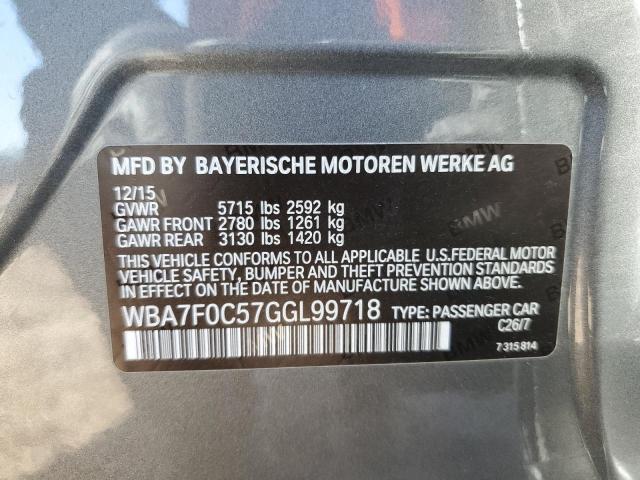 MFD BY BAYERISCHE MOTOREN WERKE AG
12/15
GVWR 5715 lbs 2592 kg
GAWR FRONT 2780 lbs 1261 kg
GAWR REAR 3130 lbs 1420 kg
THIS VEHICLE CONFORMS TO ALL APPLICABLE U.S.FEDERAL MOTOR
VEHICLE SAFETY, BUMPER AND THEFT PREVENTION STANDARDS
IN EFFECT ON THE DATE OF MANUFACTURE SHOWN ABOVE.
WBA7F0C57GGL99718 TYPE: PASSENGER CAR
C26/7
7 315 814